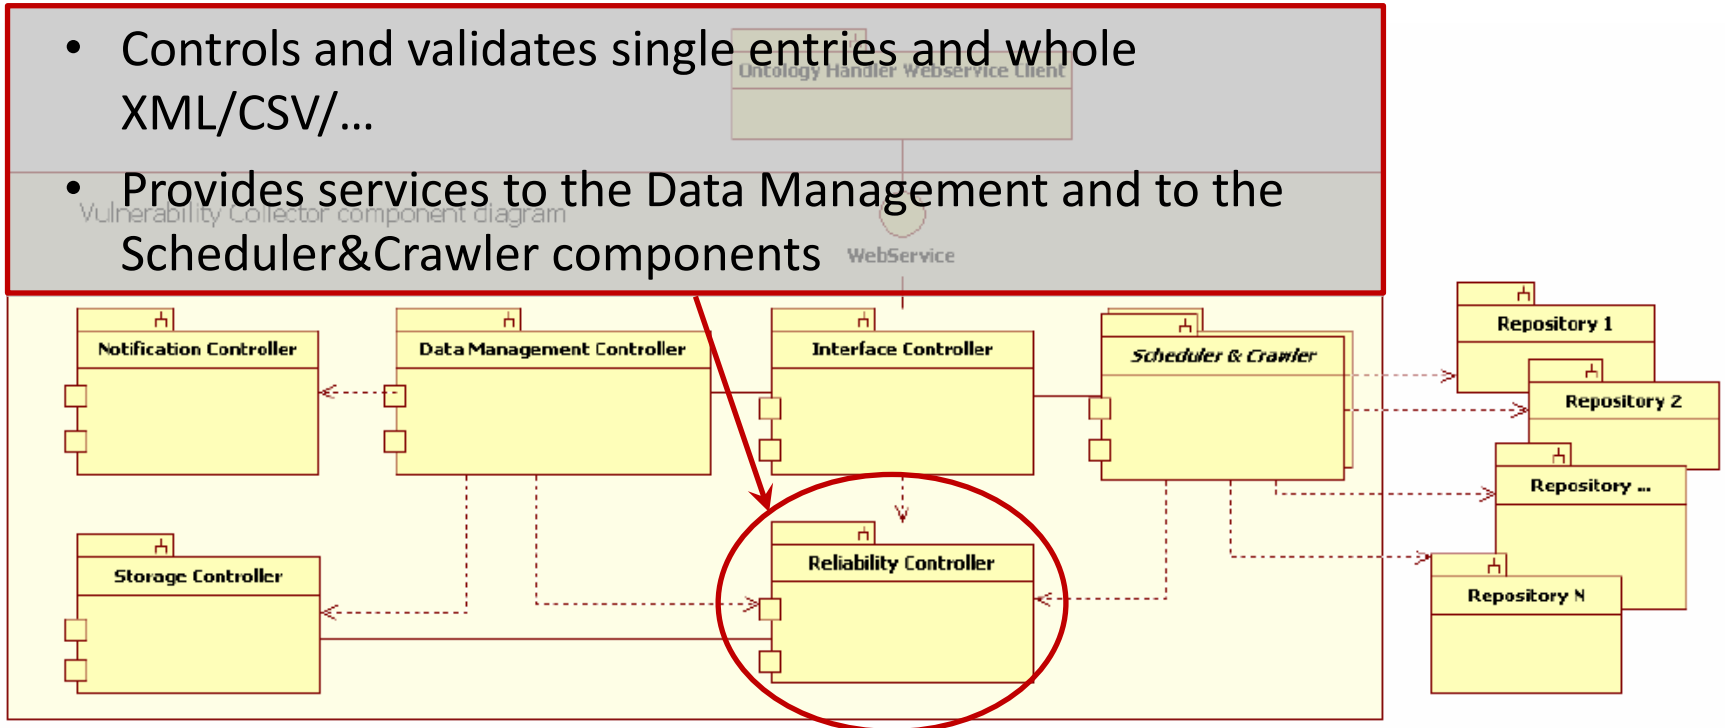 • Controls and validates single entries and whole
XML/CSV/…
• Provides services to the Data Management and to the
Scheduler&Crawler components
Ontology Handler Webservice Client
Vulnerability Collector component diagram
WebService
Notification Controller
Data Management Controller
Interface Controller
Scheduler & Crawler
Repository 1
Repository 2
Repository ...
Repository N
Storage Controller
Reliability Controller